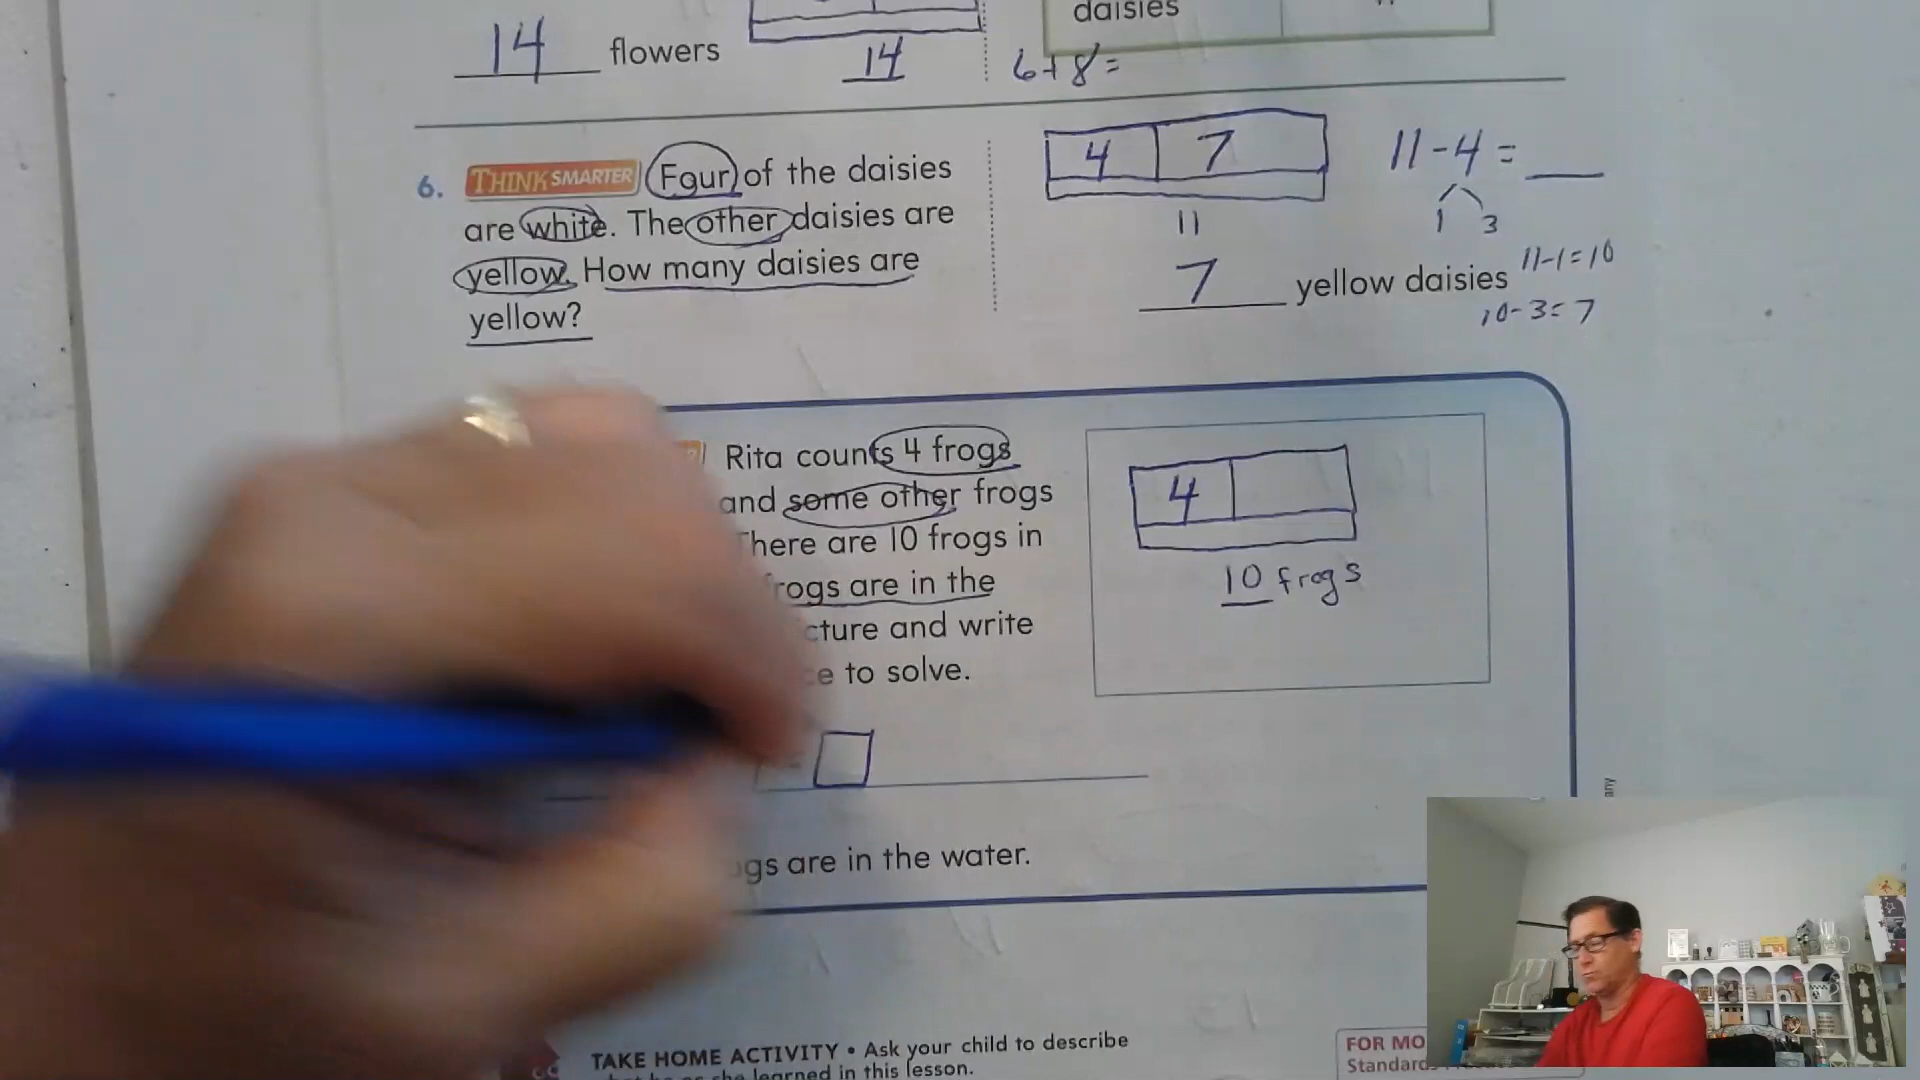 daisies
14 flowers
14
6+8=
4 7
11-4=
1 3
11
6. THINK SMARTER Four of the daisies
are white. The other daisies are
yellow. How many daisies are
yellow?
7 yellow daisies
11-1=10
10-3=7
Rita counts 4 frogs
and some other frogs
There are 10 frogs in
frogs are in the
and write
to solve.
4
10 frogs
are in the water.
TAKE HOME ACTIVITY • Ask your child to describe
she learned in this lesson.
FOR MO
Standard